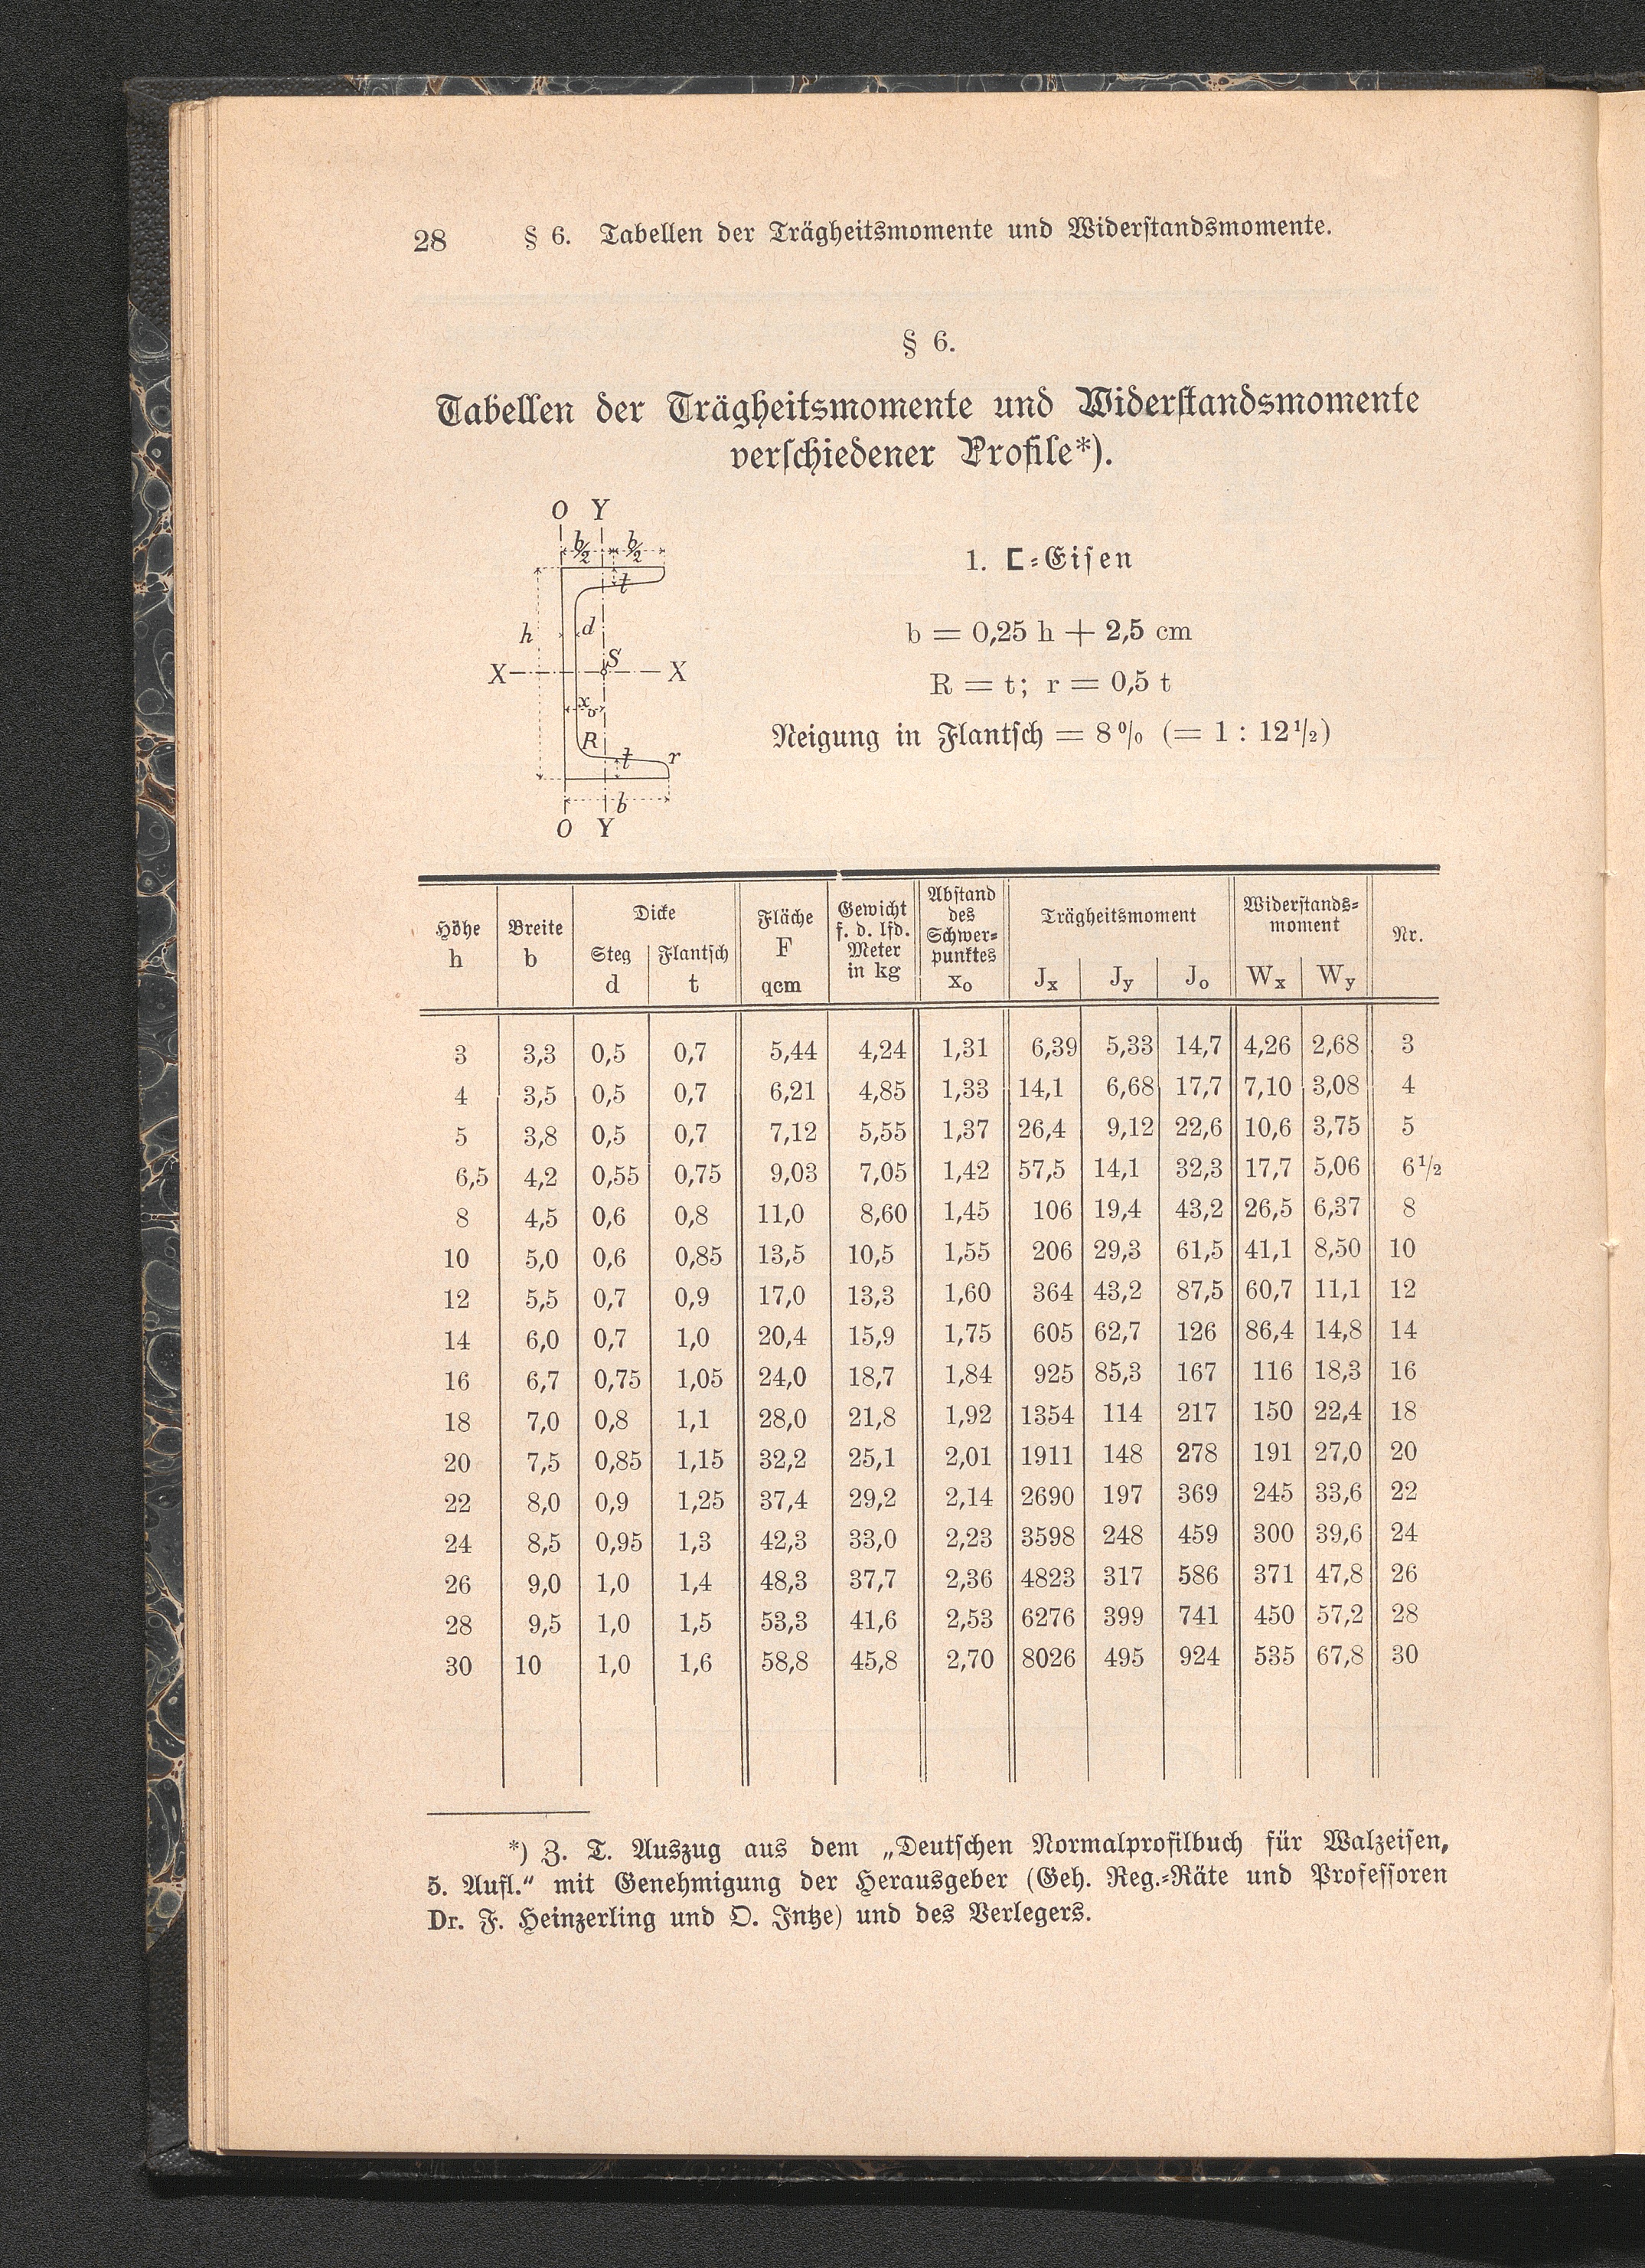 28 § 6. Tabellen der Trägheitsmomente und Widerſtandsmomente.
§ 6.
Tabellen der Trägheitsmomente und Widerſtandsmomente
verſchiedener Profile*).
O Y
b/2 b/2
t
h d
S
X X
x₀
R t r
b
O Y
1. ⊏-Eiſen
b = 0,25 h + 2,5 cm
R = t; r = 0,5 t
Neigung in Flantſch = 8% (= 1 : 12 1/2)
Höhe h Breite b Dicke Steg d Flantſch t Fläche F qcm Gewicht f. d. lfd. Meter in kg Abſtand des Schwer-punktes x₀ Trägheitsmoment Jx Jy Jo Widerſtands-moment Wx Wy Nr.
3 3,3 0,5 0,7 5,44 4,24 1,31 6,39 5,33 14,7 4,26 2,68 3
4 3,5 0,5 0,7 6,21 4,85 1,33 14,1 6,68 17,7 7,10 3,08 4
5 3,8 0,5 0,7 7,12 5,55 1,37 26,4 9,12 22,6 10,6 3,75 5
6,5 4,2 0,55 0,75 9,03 7,05 1,42 57,5 14,1 32,3 17,7 5,06 6 1/2
8 4,5 0,6 0,8 11,0 8,60 1,45 106 19,4 43,2 26,5 6,37 8
10 5,0 0,6 0,85 13,5 10,5 1,55 206 29,3 61,5 41,1 8,50 10
12 5,5 0,7 0,9 17,0 13,3 1,60 364 43,2 87,5 60,7 11,1 12
14 6,0 0,7 1,0 20,4 15,9 1,75 605 62,7 126 86,4 14,8 14
16 6,7 0,75 1,05 24,0 18,7 1,84 925 85,3 167 116 18,3 16
18 7,0 0,8 1,1 28,0 21,8 1,92 1354 114 217 150 22,4 18
20 7,5 0,85 1,15 32,2 25,1 2,01 1911 148 278 191 27,0 20
22 8,0 0,9 1,25 37,4 29,2 2,14 2690 197 369 245 33,6 22
24 8,5 0,95 1,3 42,3 33,0 2,23 3598 248 459 300 39,6 24
26 9,0 1,0 1,4 48,3 37,7 2,36 4823 317 586 371 47,8 26
28 9,5 1,0 1,5 53,3 41,6 2,53 6276 399 741 450 57,2 28
30 10 1,0 1,6 58,8 45,8 2,70 8026 495 924 535 67,8 30
*) Z. T. Auszug aus dem „Deutſchen Normalprofilbuch für Walzeiſen,
5. Aufl.“ mit Genehmigung der Herausgeber (Geh. Reg.-Räte und Profeſſoren
Dr. F. Heinzerling und O. Intze) und des Verlegers.